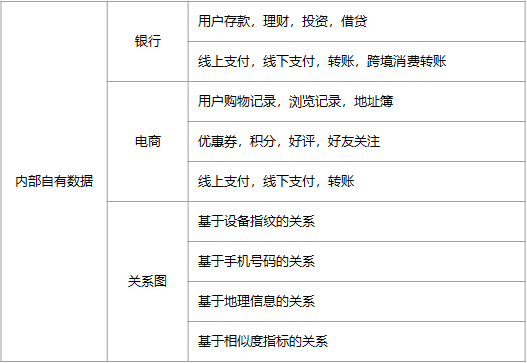 内部自有数据
银行
用户存款，理财，投资，借贷
线上支付，线下支付，转账，跨境消费转账
电商
用户购物记录，浏览记录，地址簿
优惠券，积分，好评，好友关注
线上支付，线下支付，转账
关系图
基于设备指纹的关系
基于手机号码的关系
基于地理信息的关系
基于相似度指标的关系